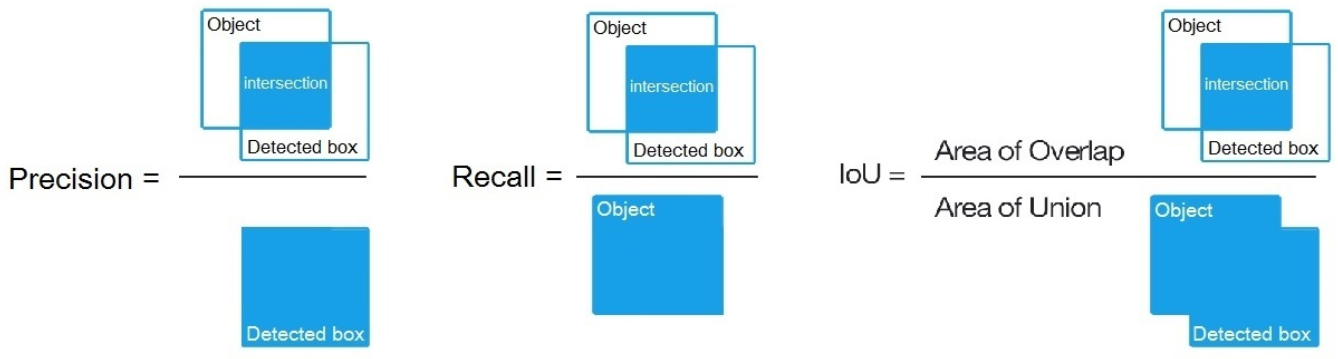 Precision =
Object
intersection
Detected box
Detected box
Recall =
Object
intersection
Detected box
Object
IoU =
Area of Overlap
Area of Union
Object
intersection
Detected box
Object
Detected box